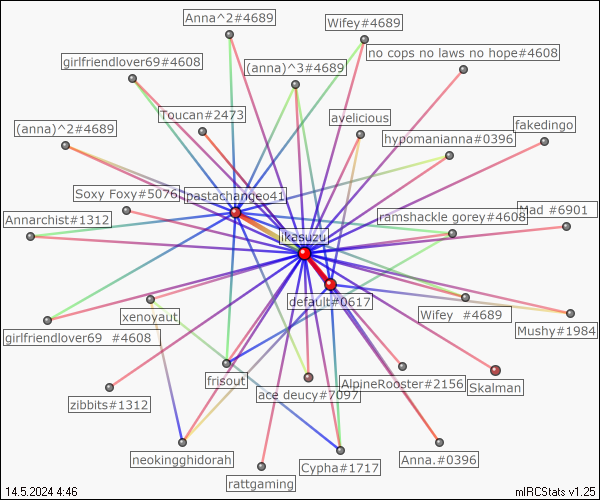 Anna^2#4689
Wifey#4689
no cops no laws no hope#4608
girlfriendlover69#4608
(anna)^3#4689
Toucan#2473
avelicious
fakedingo
(anna)^2#4689
hypomanianna#0396
Soxy Foxy#5076
pastachangeo41
Annarchist#1312
ramshackle gorey#4608
Mad #6901
ikasuzu
default#0617
xenoyaut
Wifey #4689
Mushy#1984
girlfriendlover69 #4608
frisout
ace deucy#7097
AlpineRooster#2156
Skalman
zibbits#1312
neokingghidorah
rattgaming
Cypha#1717
Anna.#0396
14.5.2024 4:46
mIRCStats v1.25